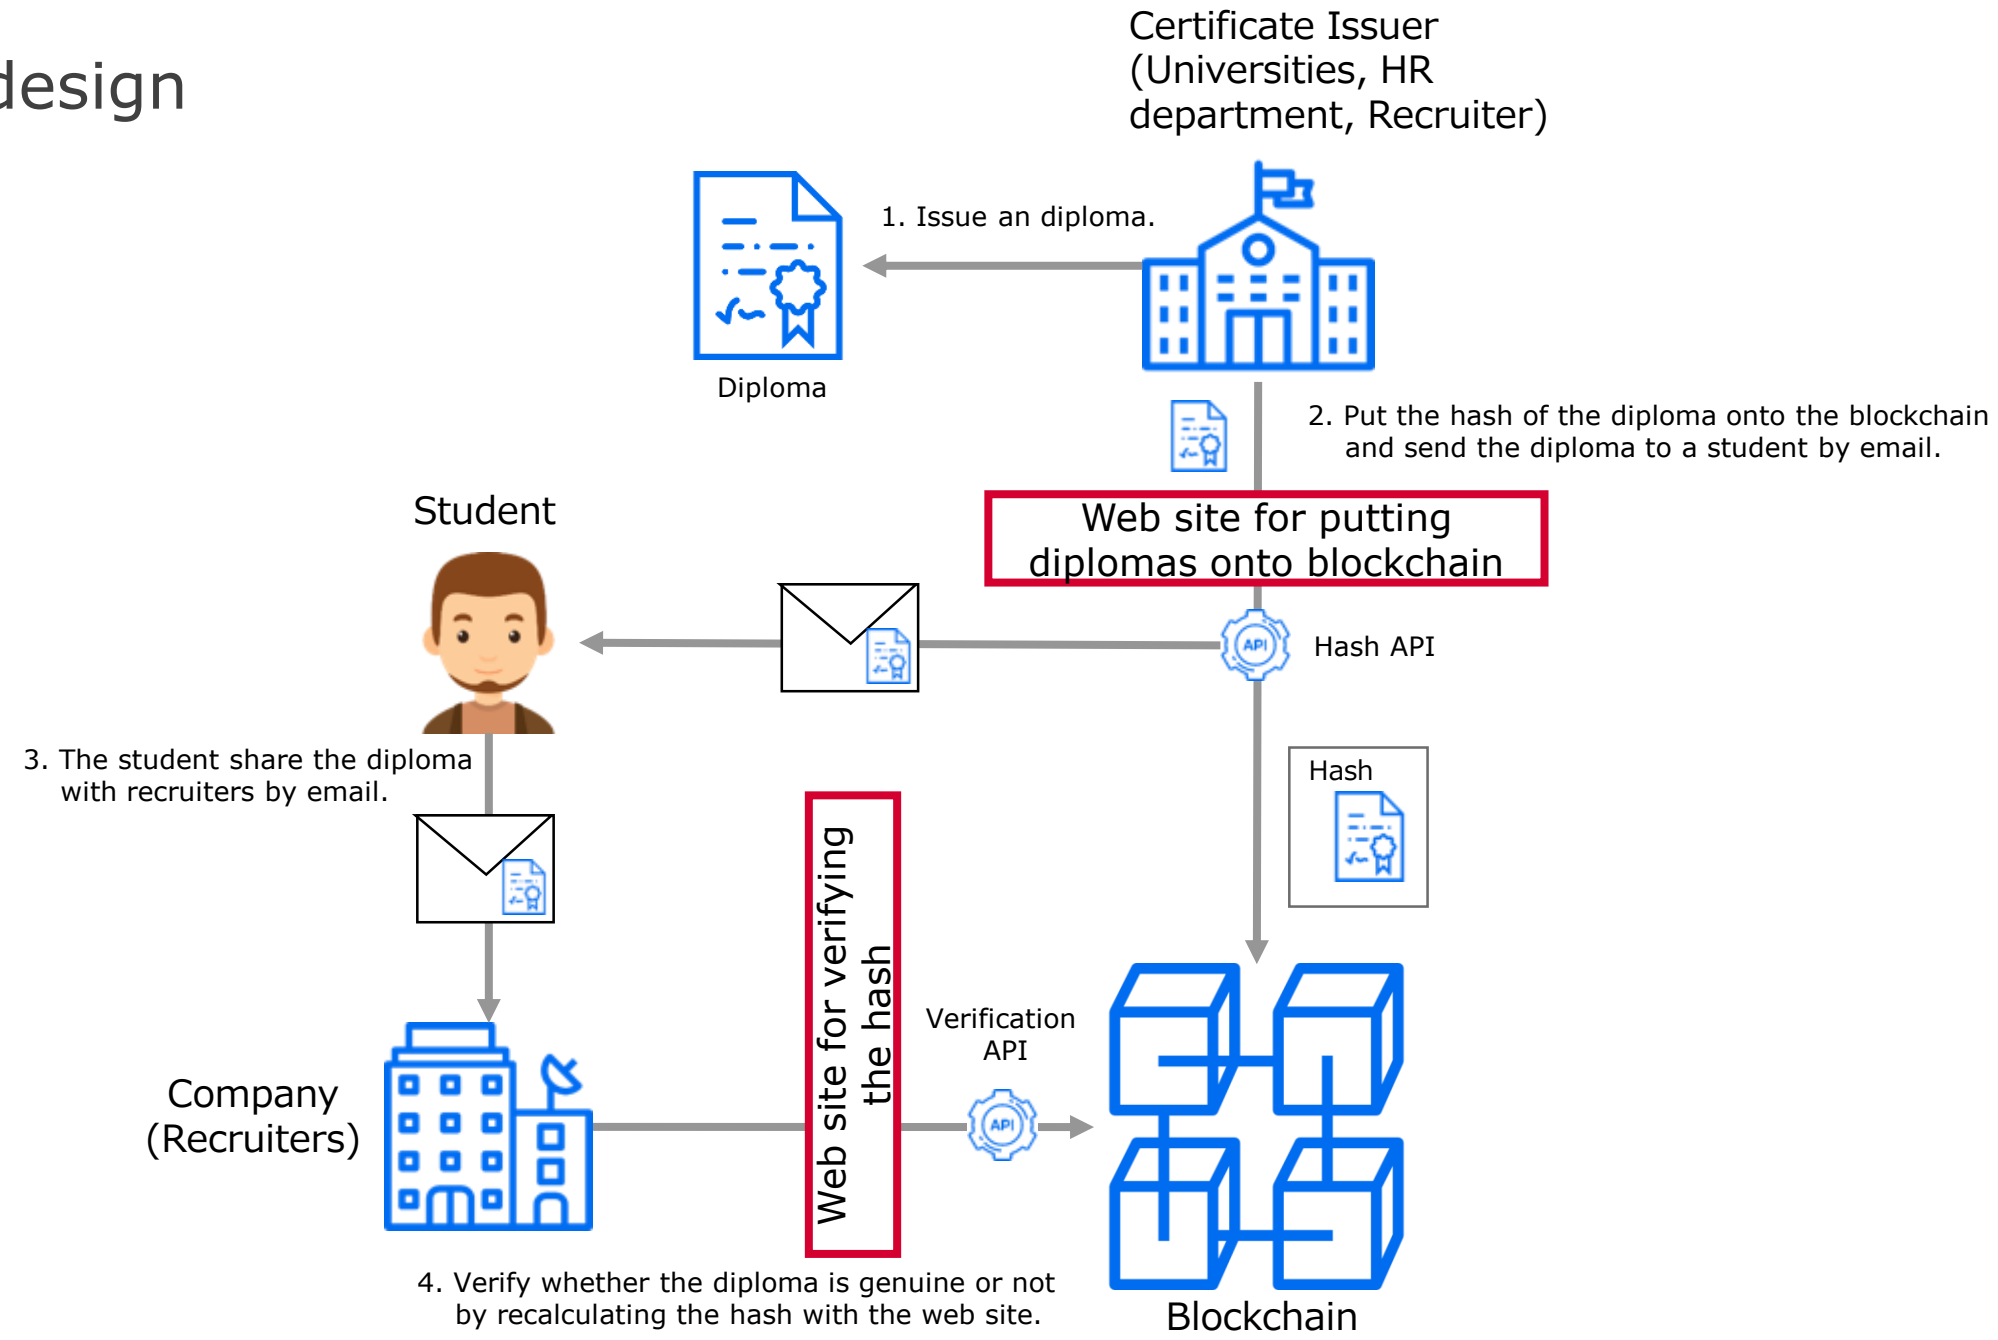 design
Certificate Issuer
(Universities, HR
department, Recruiter)
1. Issue an diploma.
Diploma
2. Put the hash of the diploma onto the blockchain
and send the diploma to a student by email.
Student
Web site for putting
diplomas onto blockchain
API
Hash API
3. The student share the diploma
with recruiters by email.
Hash
Web site for verifying
the hash
Verification
API
API
Company
(Recruiters)
4. Verify whether the diploma is genuine or not
by recalculating the hash with the web site.
Blockchain